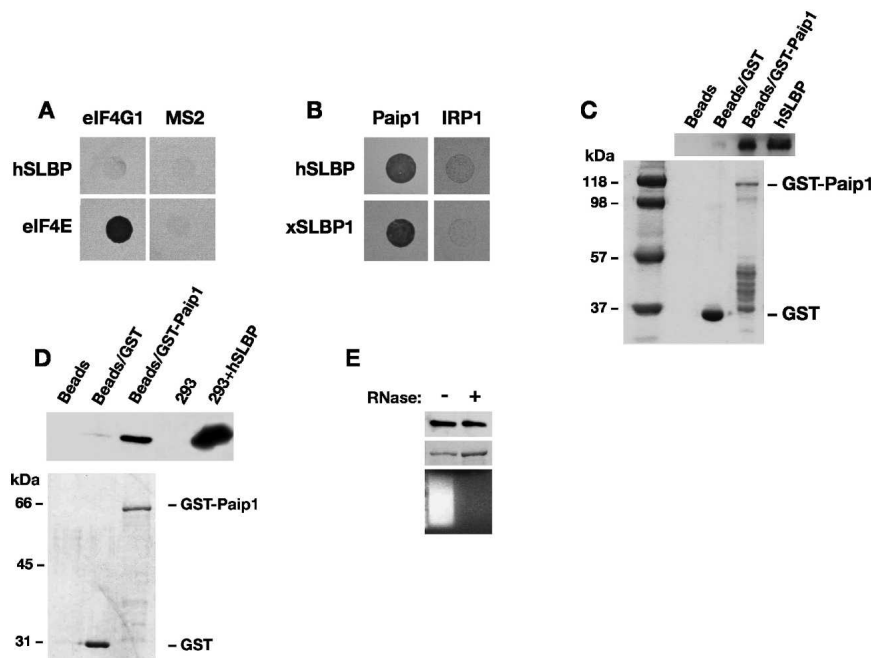 A
eIF4G1 MS2
hSLBP
eIF4E
B
Paip1 IRP1
hSLBP
xSLBP1
C
Beads
Beads/GST
Beads/GST-Paip1
hSLBP
kDa
118 –
98 –
57 –
37 –
– GST-Paip1
– GST
D
Beads
Beads/GST
Beads/GST-Paip1
293
293+hSLBP
kDa
66 –
45 –
31 –
– GST-Paip1
– GST
E
RNase: - +